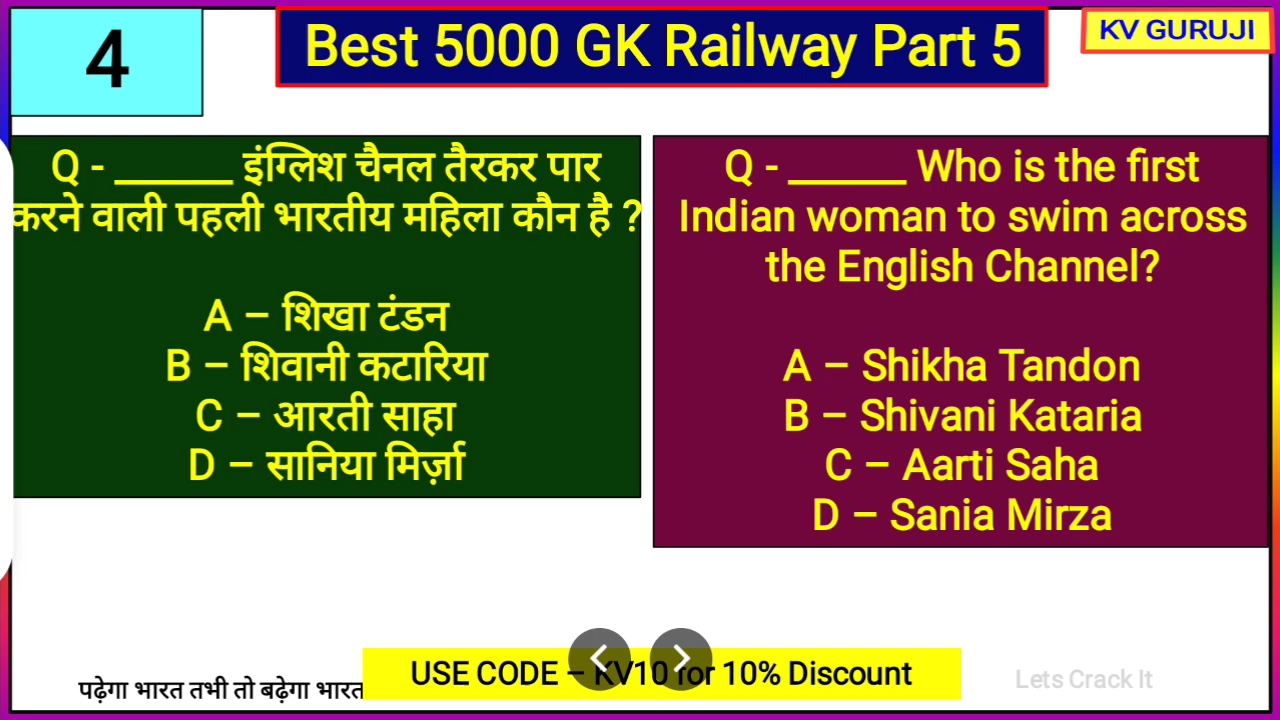 4
Best 5000 GK Railway Part 5
KV GURUJI
Q - ______ इंग्लिश चैनल तैरकर पार
करने वाली पहली भारतीय महिला कौन है ?
A – शिखा टंडन
B – शिवानी कटारिया
C – आरती साहा
D – सानिया मिर्ज़ा
Q - ______ Who is the first
Indian woman to swim across
the English Channel?
A – Shikha Tandon
B – Shivani Kataria
C – Aarti Saha
D – Sania Mirza
पढ़ेगा भारत तभी तो बढ़ेगा भारत
USE CODE – KV10 for 10% Discount
Lets Crack It